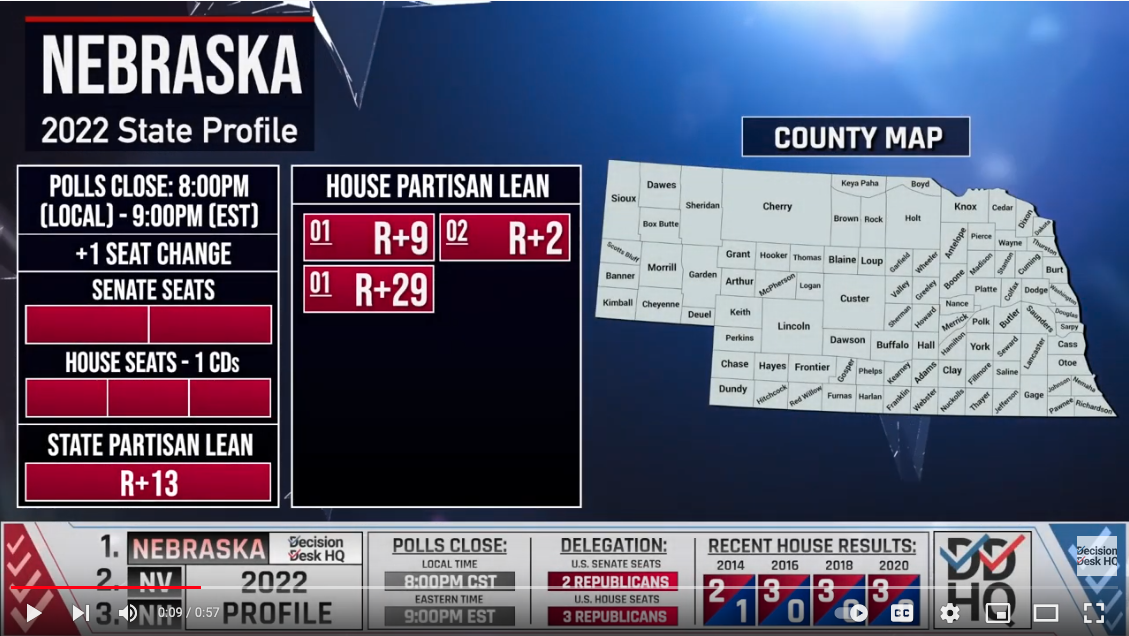 NEBRASKA
2022 State Profile
POLLS CLOSE: 8:00PM
(LOCAL) - 9:00PM (EST)
+1 SEAT CHANGE
SENATE SEATS
HOUSE SEATS - 1 CDs
STATE PARTISAN LEAN
R+13
HOUSE PARTISAN LEAN
01 R+9 02 R+2
01 R+29
COUNTY MAP
Sioux
Dawes
Box Butte
Sheridan
Cherry
Keya Paha
Boyd
Brown
Rock
Holt
Knox
Cedar
Dixon
Dakota
Antelope
Pierce
Wayne
Thurston
Scotts Bluff
Banner
Morrill
Garden
Grant
Hooker
Thomas
Blaine
Loup
Garfield
Wheeler
Boone
Madison
Stanton
Cuming
Burt
Kimball
Cheyenne
Deuel
Arthur
McPherson
Logan
Custer
Valley
Greeley
Nance
Platte
Colfax
Dodge
Washington
Keith
Lincoln
Sherman
Howard
Merrick
Polk
Butler
Saunders
Douglas
Sarpy
Perkins
Dawson
Buffalo
Hall
Hamilton
York
Seward
Lancaster
Cass
Otoe
Chase
Hayes
Frontier
Gosper
Phelps
Kearney
Adams
Clay
Fillmore
Saline
Johnson
Nemaha
Dundy
Hitchcock
Red Willow
Furnas
Harlan
Franklin
Webster
Nuckolls
Thayer
Jefferson
Gage
Pawnee
Richardson
1. NEBRASKA
Decision
Desk HQ
2. NV
3. NH
2022
PROFILE
POLLS CLOSE:
LOCAL TIME
8:00PM CST
EASTERN TIME
9:00PM EST
DELEGATION:
U.S. SENATE SEATS
2 REPUBLICANS
U.S. HOUSE SEATS
3 REPUBLICANS
RECENT HOUSE RESULTS:
2014 2016 2018 2020
2 3 3 3
1 0
DD
HQ
Decision
Desk HQ
0:09 / 0:57
CC